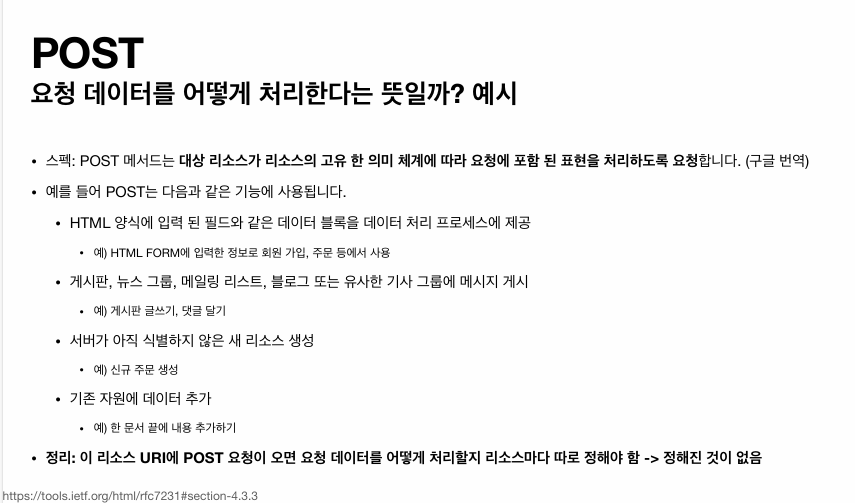 POST
요청 데이터를 어떻게 처리한다는 뜻일까? 예시
• 스펙: POST 메서드는 대상 리소스가 리소스의 고유 한 의미 체계에 따라 요청에 포함 된 표현을 처리하도록 요청합니다. (구글 번역)
• 예를 들어 POST는 다음과 같은 기능에 사용됩니다.
• HTML 양식에 입력 된 필드와 같은 데이터 블록을 데이터 처리 프로세스에 제공
• 예) HTML FORM에 입력한 정보로 회원 가입, 주문 등에서 사용
• 게시판, 뉴스 그룹, 메일링 리스트, 블로그 또는 유사한 기사 그룹에 메시지 게시
• 예) 게시판 글쓰기, 댓글 달기
• 서버가 아직 식별하지 않은 새 리소스 생성
• 예) 신규 주문 생성
• 기존 자원에 데이터 추가
• 예) 한 문서 끝에 내용 추가하기
• 정리: 이 리소스 URI에 POST 요청이 오면 요청 데이터를 어떻게 처리할지 리소스마다 따로 정해야 함 -> 정해진 것이 없음
https://tools.ietf.org/html/rfc7231#section-4.3.3